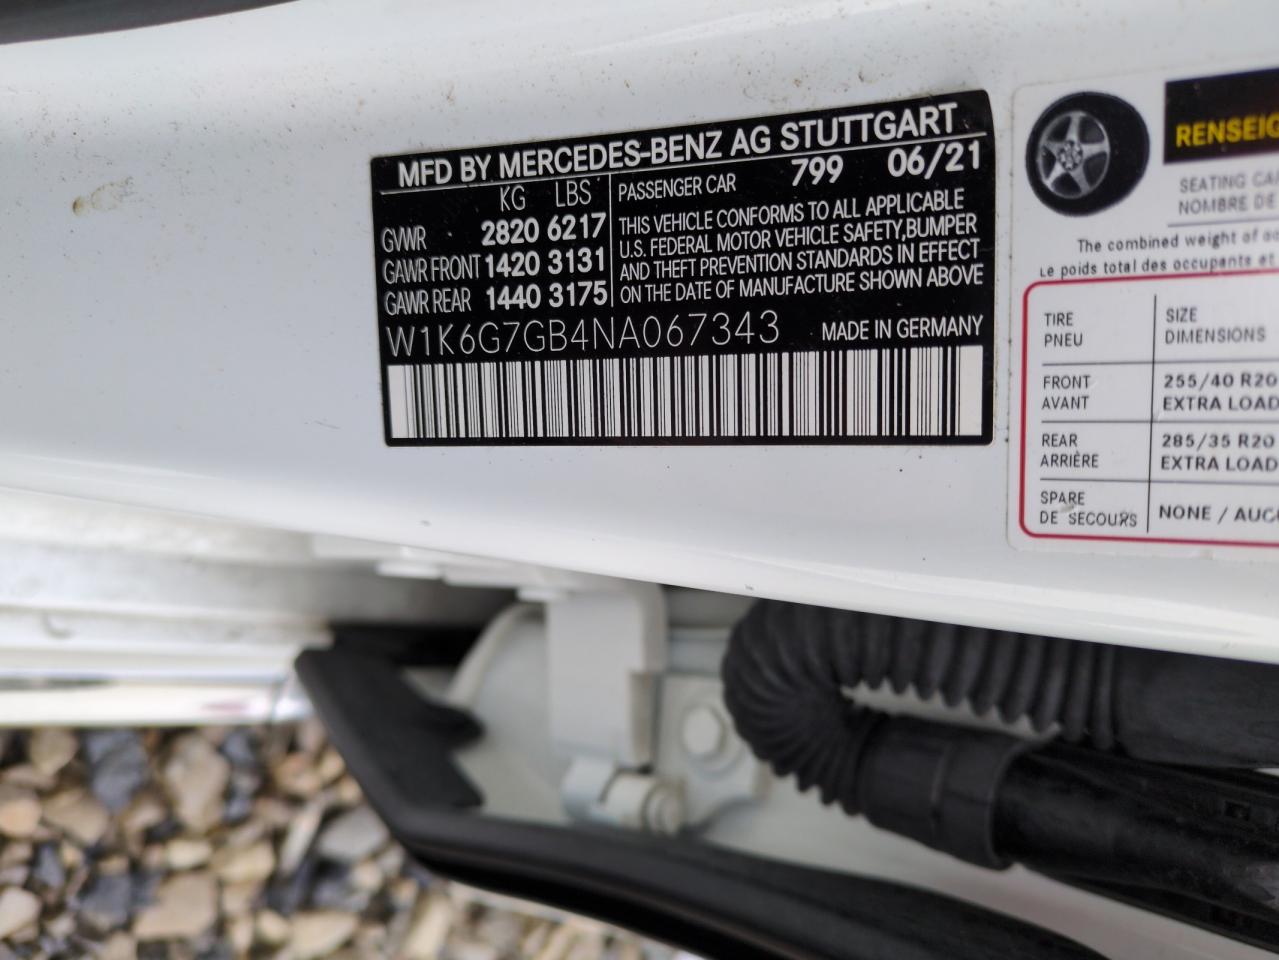 MFD BY MERCEDES-BENZ AG STUTTGART
KG LBS
GVWR 2820 6217
GAWR FRONT 1420 3131
GAWR REAR 1440 3175
PASSENGER CAR 799 06/21
THIS VEHICLE CONFORMS TO ALL APPLICABLE
U.S. FEDERAL MOTOR VEHICLE SAFETY,BUMPER
AND THEFT PREVENTION STANDARDS IN EFFECT
ON THE DATE OF MANUFACTURE SHOWN ABOVE
W1K6G7GB4NA067343 MADE IN GERMANY
SEATING
NOMBRE DE
The combined weight of
Le poids total des occupants et
TIRE SIZE
PNEU DIMENSIONS
FRONT 255/40 R20
AVANT EXTRA LOAD
REAR 285/35 R20
ARRIÈRE EXTRA LOAD
SPARE
DE SECOURS NONE /